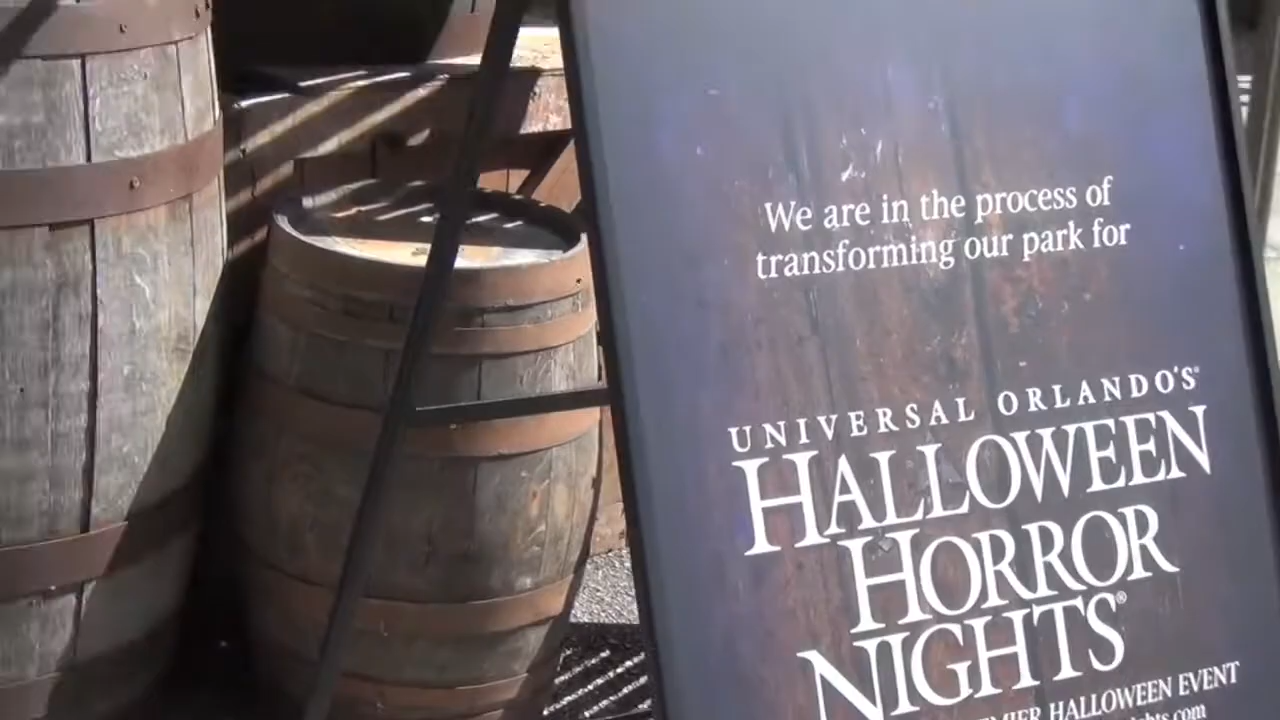 We are in the process of
transforming our park for
UNIVERSAL ORLANDO'S®
HALLOWEEN
HORROR
NIGHTS®
HALLOWEEN EVENT